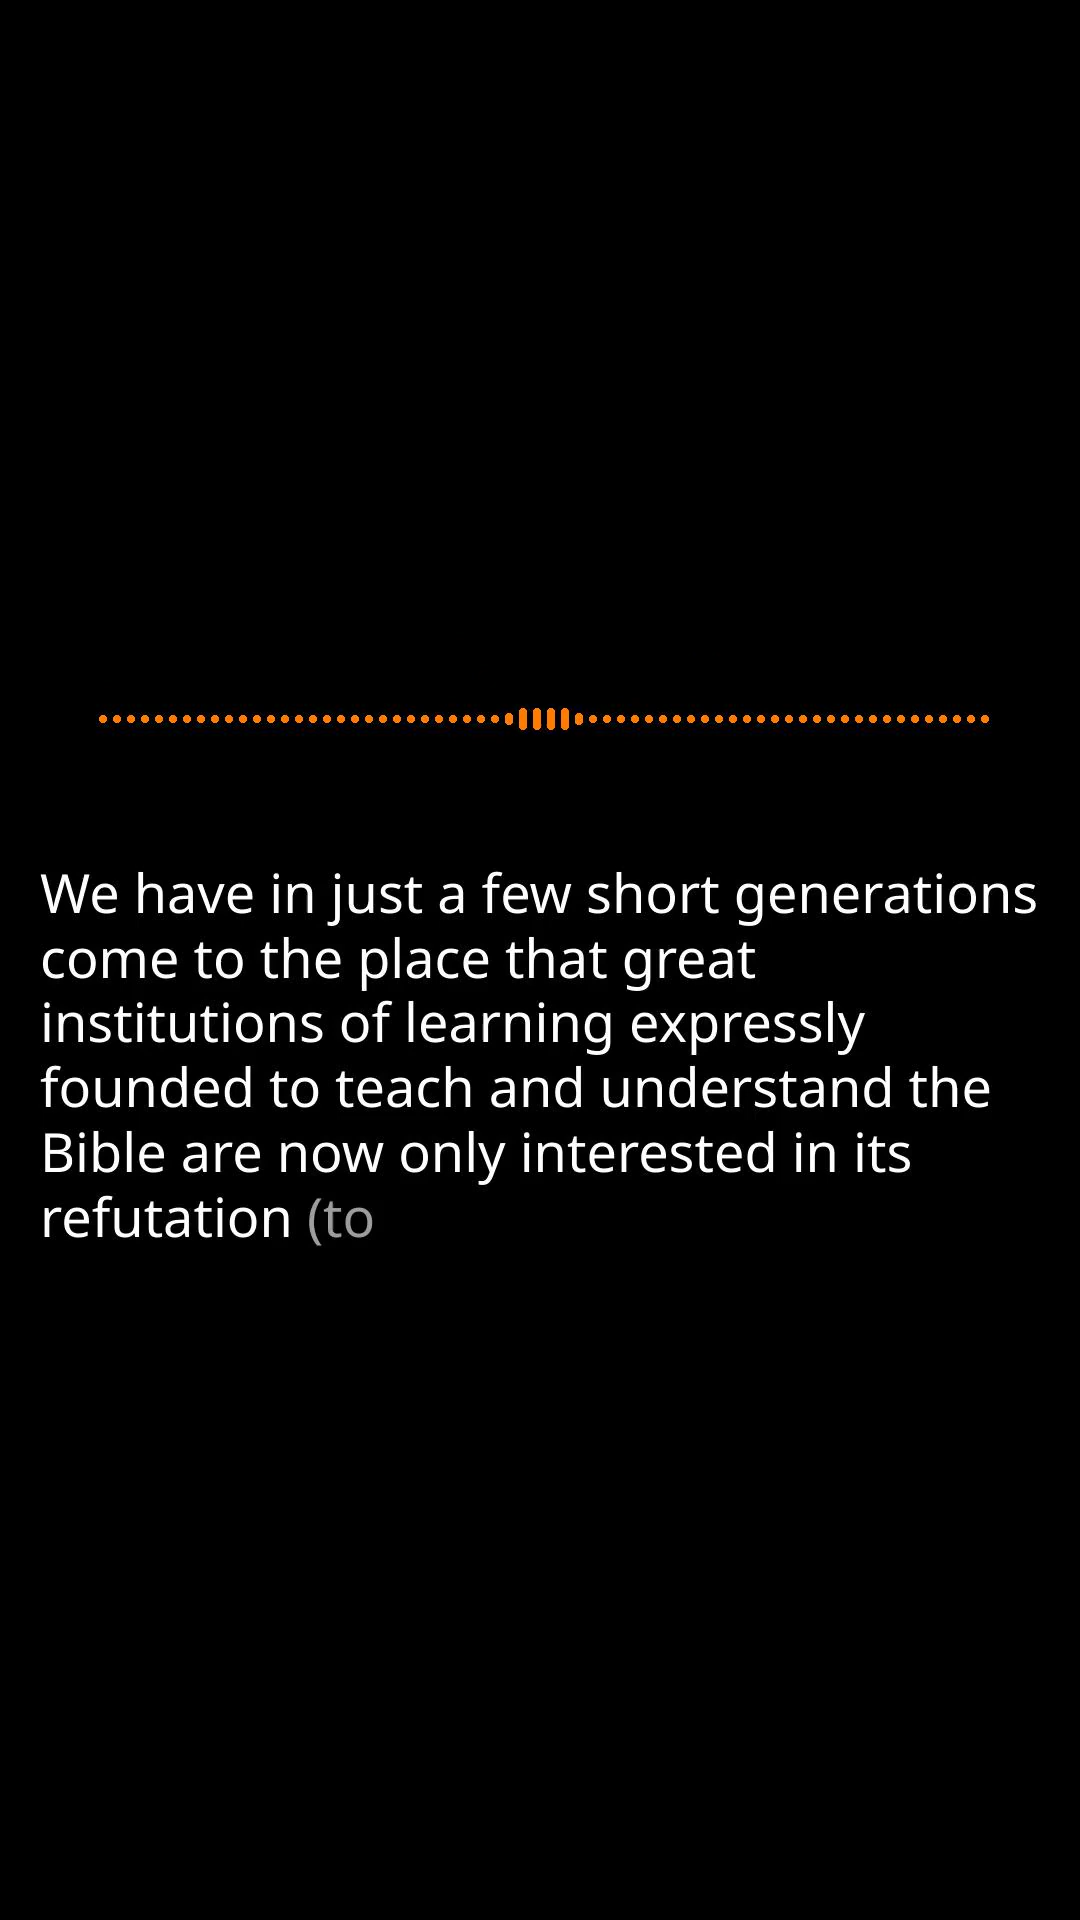 We have in just a few short generations
come to the place that great
institutions of learning expressly
founded to teach and understand the
Bible are now only interested in its
refutation (to